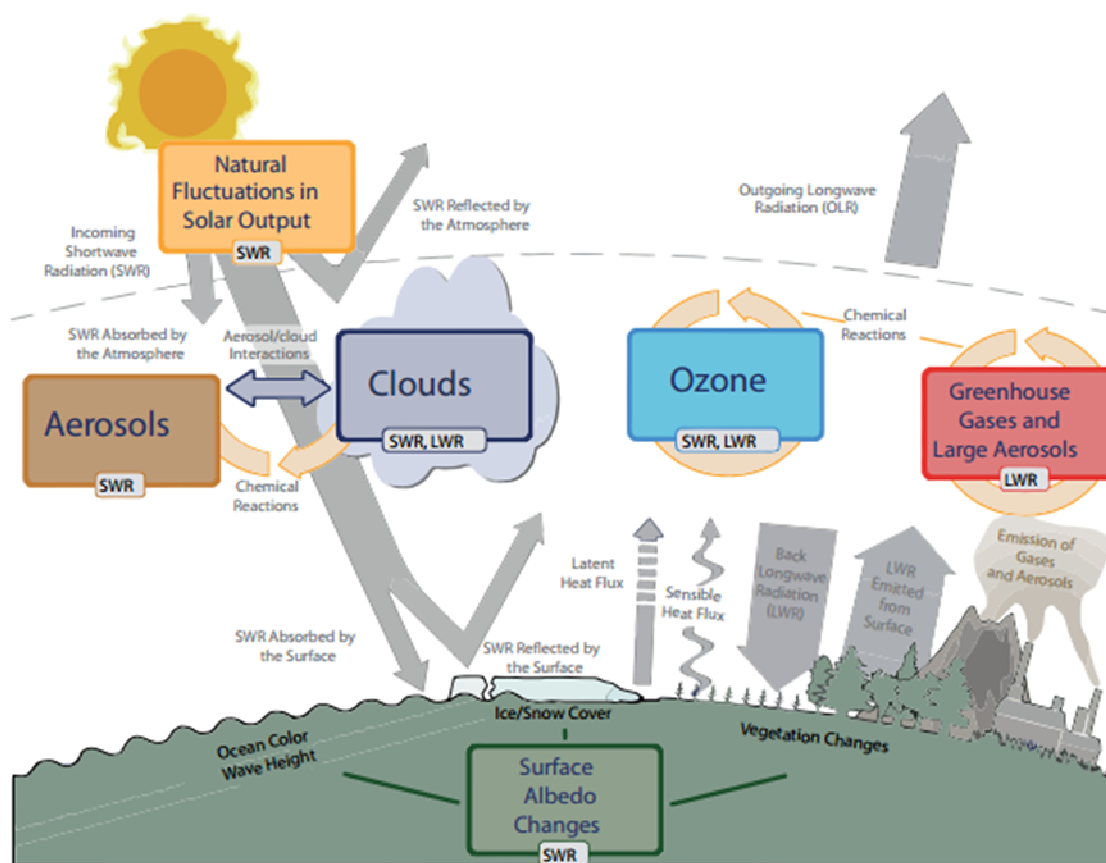 Natural
Fluctuations in
Solar Output
SWR
Incoming
Shortwave
Radiation (SWR)
SWR Reflected by
the Atmosphere
Outgoing Longwave
Radiation (OLR)
SWR Absorbed by
the Atmosphere
Aerosol/cloud
Interactions
Chemical
Reactions
Aerosols
SWR
Clouds
SWR, LWR
Ozone
SWR, LWR
Greenhouse
Gases and
Large Aerosols
LWR
Chemical
Reactions
Emission of
Gases
and Aerosols
Latent
Heat Flux
Sensible
Heat Flux
Back
Longwave
Radiation
(LWR)
LWR
Emitted
from
Surface
SWR Absorbed by
the Surface
SWR Reflected by
the Surface
Ice/Snow Cover
Ocean Color
Wave Height
Vegetation Changes
Surface
Albedo
Changes
SWR